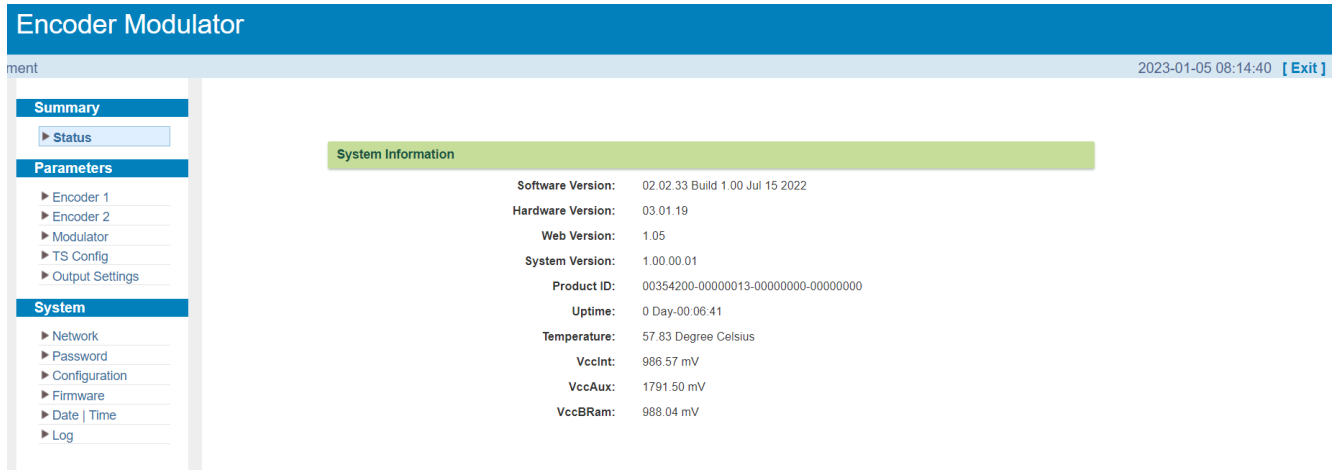 Encoder Modulator
ment 2023-01-05 08:14:40 [ Exit ]
Summary
Status
Parameters
Encoder 1
Encoder 2
Modulator
TS Config
Output Settings
System
Network
Password
Configuration
Firmware
Date | Time
Log
System Information
Software Version: 02.02.33 Build 1.00 Jul 15 2022
Hardware Version: 03.01.19
Web Version: 1.05
System Version: 1.00.00.01
Product ID: 00354200-00000013-00000000-00000000
Uptime: 0 Day-00:06:41
Temperature: 57.83 Degree Celsius
VccInt: 986.57 mV
VccAux: 1791.50 mV
VccBRam: 988.04 mV